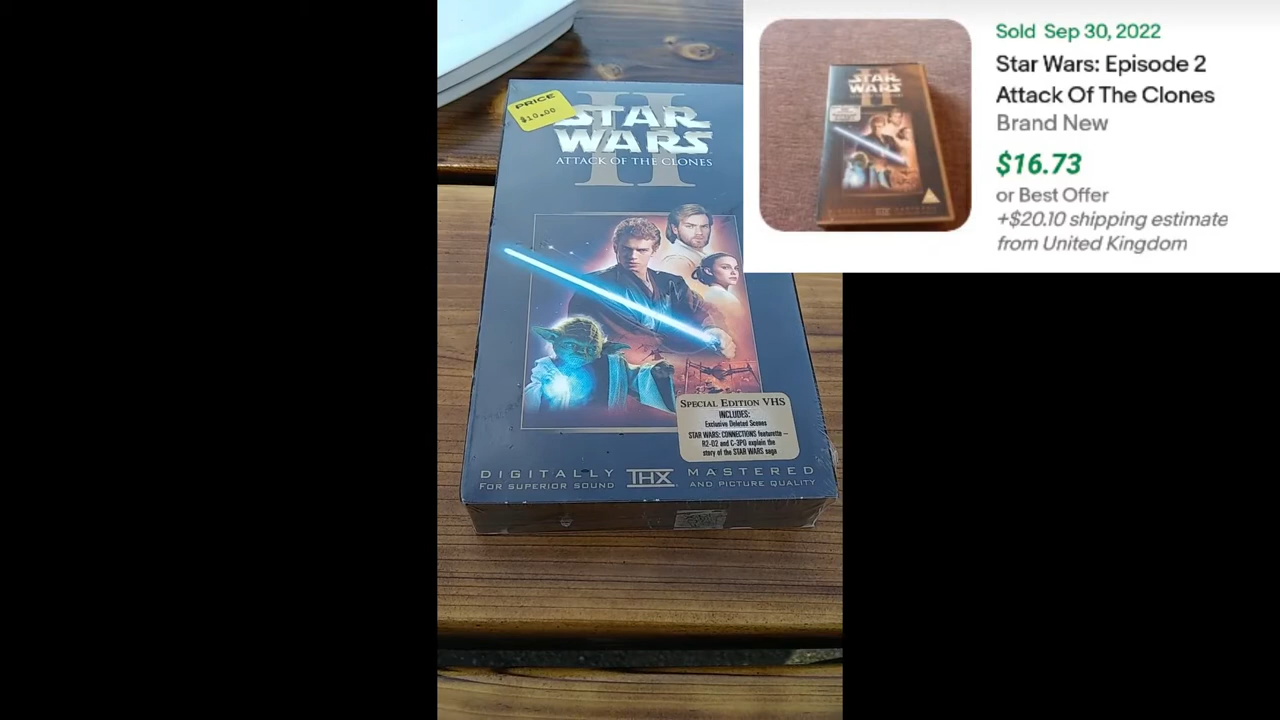 PRICE
$10.00
II
STAR
WARS
ATTACK OF THE CLONES
SPECIAL EDITION VHS
INCLUDES:
Exclusive Deleted Scenes
STAR WARS: CONNECTIONS featurette –
R2-D2 and C-3PO explain the
story of the STAR WARS saga
DIGITALLY THX MASTERED
FOR SUPERIOR SOUND AND PICTURE QUALITY
STAR
WARS
II
Sold Sep 30, 2022
Star Wars: Episode 2
Attack Of The Clones
Brand New
$16.73
or Best Offer
+$20.10 shipping estimate
from United Kingdom